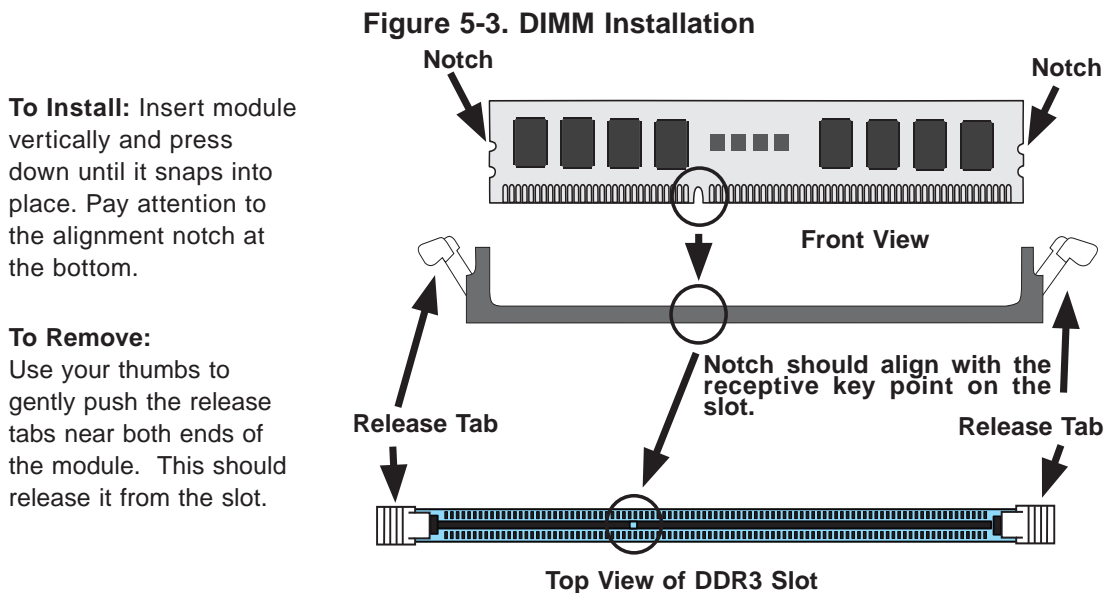 Figure 5-3. DIMM Installation
Notch
Notch
To Install: Insert module
vertically and press
down until it snaps into
place. Pay attention to
the alignment notch at
the bottom.
Front View
To Remove:
Use your thumbs to
gently push the release
tabs near both ends of
the module. This should
release it from the slot.
Notch should align with the
receptive key point on the
slot.
Release Tab
Release Tab
Top View of DDR3 Slot